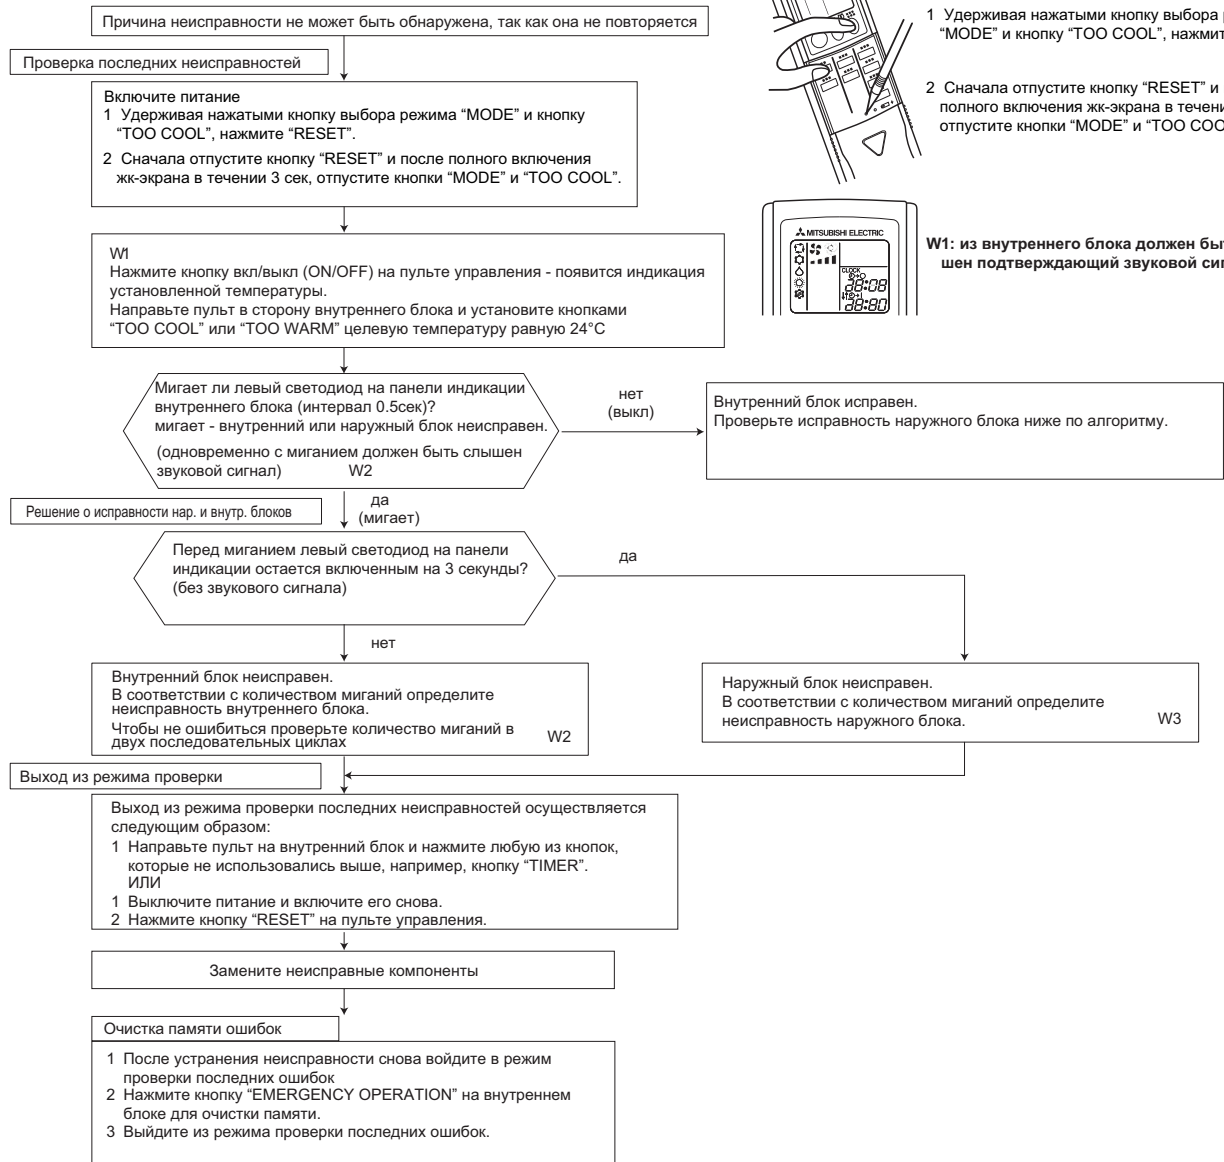 Причина неисправности не может быть обнаружена, так как она не повторяется
Проверка последних неисправностей
Включите питание
1 Удерживая нажатыми кнопку выбора режима “MODE” и кнопку
“TOO COOL”, нажмите “RESET”.
2 Сначала отпустите кнопку “RESET” и после полного включения
жк-экрана в течении 3 сек, отпустите кнопки “MODE” и “TOO COOL”.
1 Удерживая нажатыми кнопку выбора
“MODE” и кнопку “TOO COOL”,
2 Сначала отпустите кнопку “RESET” и
полного включения жк-экрана в
отпустите кнопки “MODE” и “TOO
MITSUBISHI ELECTRIC
CLOCK
88:08
88:80
W1: из внутреннего блока должен
шен подтверждающий звуковой
W1
Нажмите кнопку вкл/выкл (ON/OFF) на пульте управления - появится индикация
установленной температуры.
Направьте пульт в сторону внутреннего блока и установите кнопками
“TOO COOL” или “TOO WARM” целевую температуру равную 24°C
Мигает ли левый светодиод на панели индикации
внутреннего блока (интервал 0.5сек)?
мигает - внутренний или наружный блок неисправен.
(одновременно с миганием должен быть слышен
звуковой сигнал) W2
нет
(выкл)
Внутренний блок исправен.
Проверьте исправность наружного блока ниже по алгоритму.
да
(мигает)
Решение о исправности нар. и внутр. блоков
Перед миганием левый светодиод на панели
индикации остается включенным на 3 секунды?
(без звукового сигнала)
да
нет
Внутренний блок неисправен.
В соответствии с количеством миганий определите
неисправность внутреннего блока.
Чтобы не ошибиться проверьте количество миганий в
двух последовательных циклах W2
Наружный блок неисправен.
В соответствии с количеством миганий определите
неисправность наружного блока. W3
Выход из режима проверки
Выход из режима проверки последних неисправностей осуществляется
следующим образом:
1 Направьте пульт на внутренний блок и нажмите любую из кнопок,
которые не использовались выше, например, кнопку “TIMER”.
ИЛИ
1 Выключите питание и включите его снова.
2 Нажмите кнопку “RESET” на пульте управления.
Замените неисправные компоненты
Очистка памяти ошибок
1 После устранения неисправности снова войдите в режим
проверки последних ошибок
2 Нажмите кнопку “EMERGENCY OPERATION” на внутреннем
блоке для очистки памяти.
3 Выйдите из режима проверки последних ошибок.